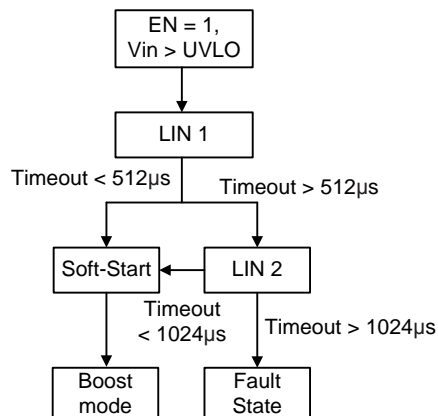 EN = 1,
Vin > UVLO
LIN 1
Timeout < 512µs
Timeout > 512µs
Soft-Start
LIN 2
Timeout
< 1024µs
Timeout > 1024µs
Boost
mode
Fault
State